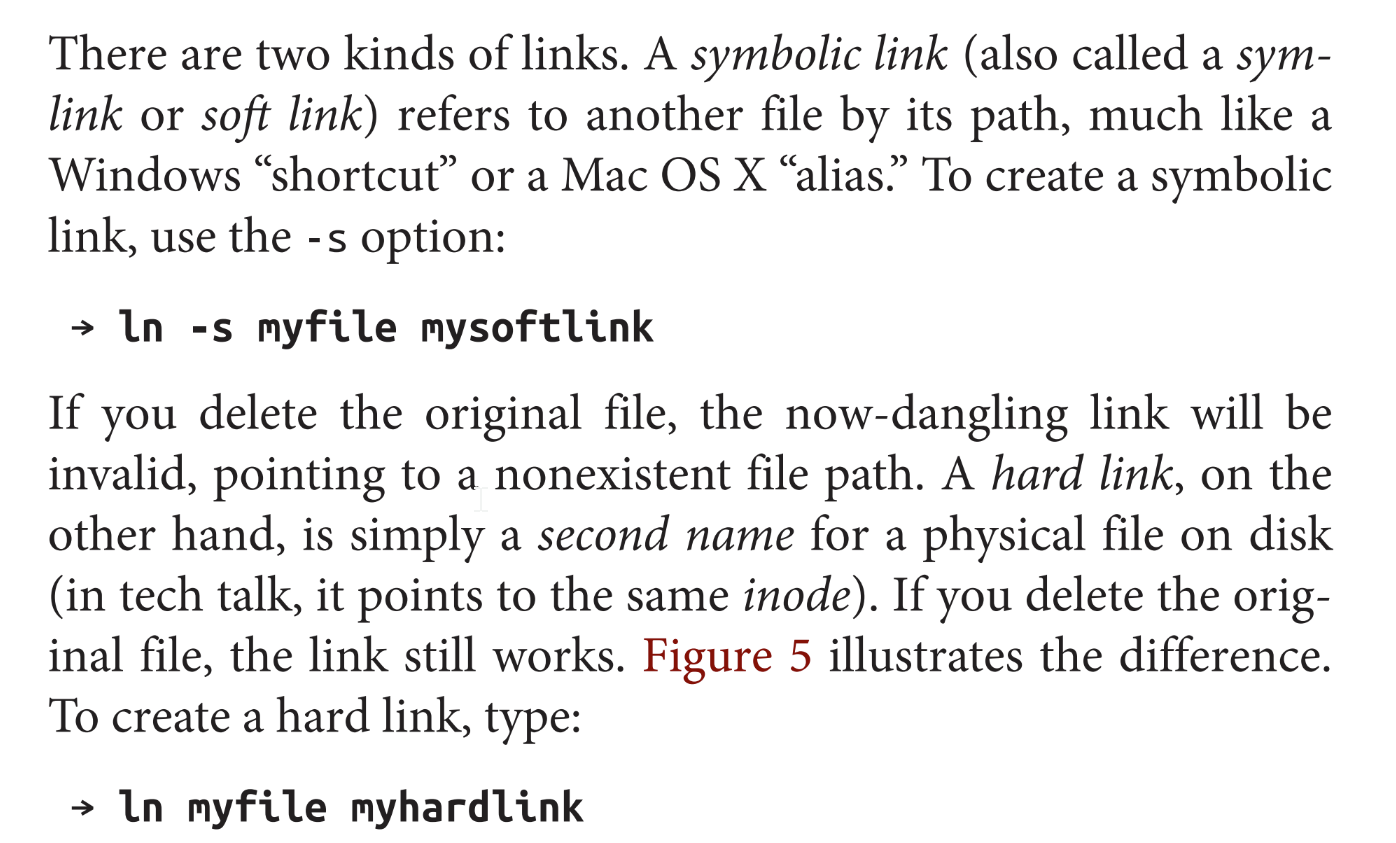 There are two kinds of links. A symbolic link (also called a sym-
link or soft link) refers to another file by its path, much like a
Windows “shortcut” or a Mac OS X “alias.” To create a symbolic
link, use the -s option:
→ ln -s myfile mysoftlink
If you delete the original file, the now-dangling link will be
invalid, pointing to a nonexistent file path. A hard link, on the
other hand, is simply a second name for a physical file on disk
(in tech talk, it points to the same inode). If you delete the orig-
inal file, the link still works. Figure 5 illustrates the difference.
To create a hard link, type:
→ ln myfile myhardlink